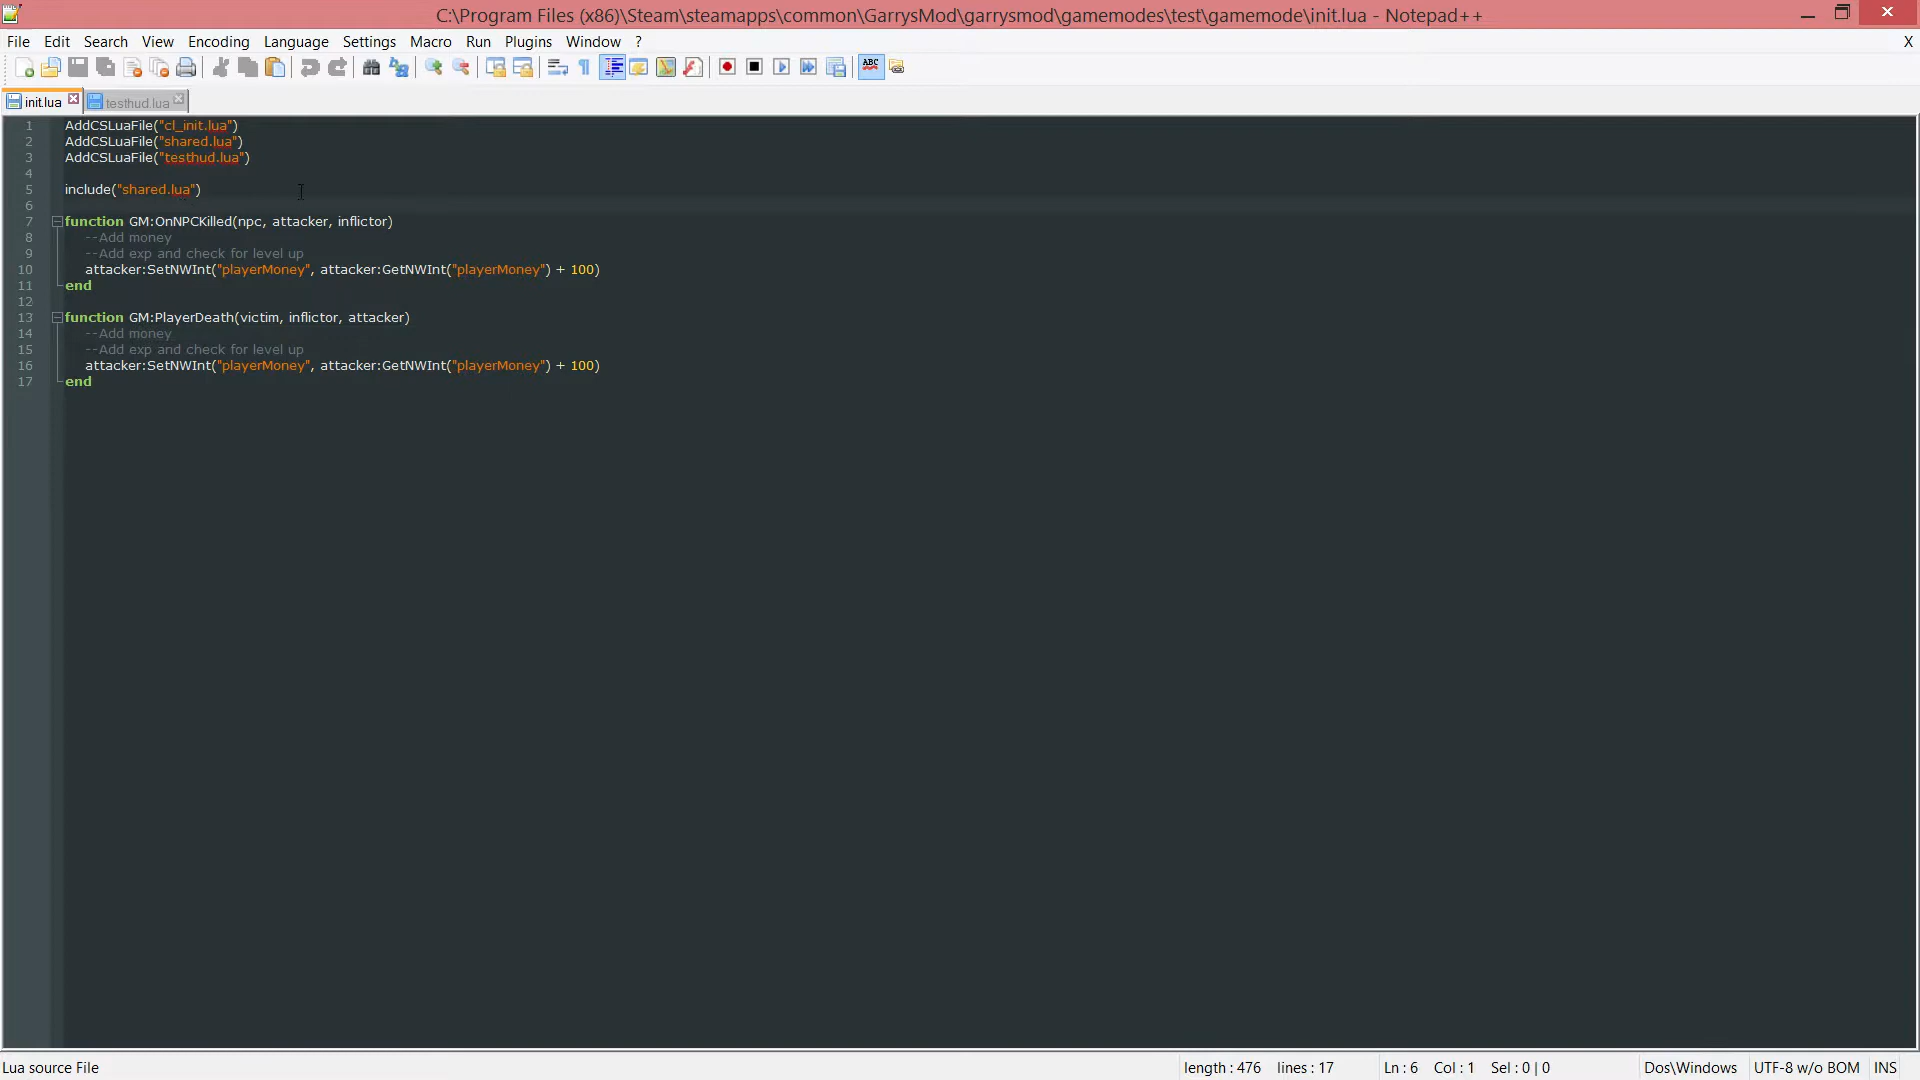 C:\Program Files (x86)\Steam\steamapps\common\GarrysMod\garrysmod\gamemodes\test\gamemode\init.lua - Notepad++
File Edit Search View Encoding Language Settings Macro Run Plugins Window ? X
ABC
init.lua testhud.lua
1 AddCSLuaFile("cl_init.lua")
2 AddCSLuaFile("shared.lua")
3 AddCSLuaFile("testhud.lua")
4
5 include("shared.lua")
6
7 function GM:OnNPCKilled(npc, attacker, inflictor)
8 --Add money
9 --Add exp and check for level up
10 attacker:SetNWInt("playerMoney", attacker:GetNWInt("playerMoney") + 100)
11 end
12
13 function GM:PlayerDeath(victim, inflictor, attacker)
14 --Add money
15 --Add exp and check for level up
16 attacker:SetNWInt("playerMoney", attacker:GetNWInt("playerMoney") + 100)
17 end
Lua source File length : 476 lines : 17 Ln : 6 Col : 1 Sel : 0 | 0 Dos\Windows UTF-8 w/o BOM INS